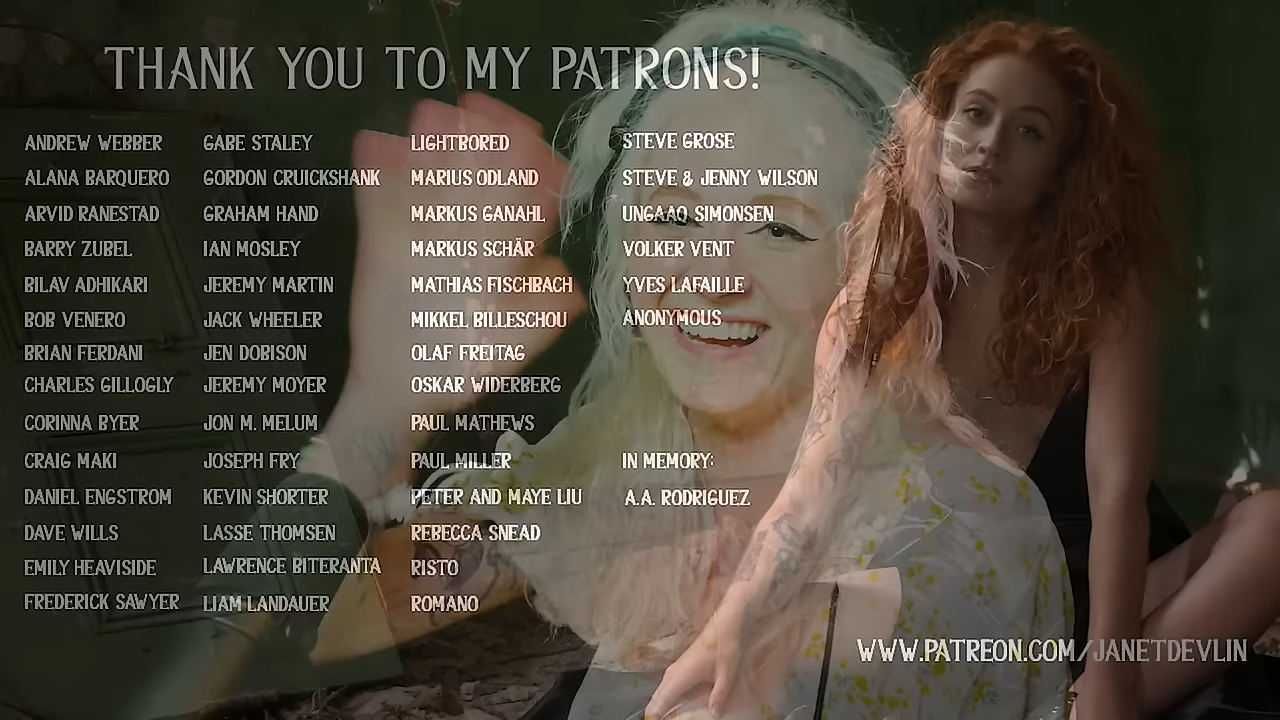 THANK YOU TO MY PATRONS!
ANDREW WEBBER
ALANA BARQUERO
ARVID RANESTAD
BARRY ZUBEL
BILAV ADHIKARI
BOB VENERO
BRIAN FERDANI
CHARLES GILLOGLY
CORINNA BYER
CRAIG MAKI
DANIEL ENGSTROM
DAVE WILLS
EMILY HEAVISIDE
FREDERICK SAWYER
GABE STALEY
GORDON CRUICKSHANK
GRAHAM HAND
IAN MOSLEY
JEREMY MARTIN
JACK WHEELER
JEN DOBISON
JEREMY MOYER
JON M. MELUM
JOSEPH FRY
KEVIN SHORTER
LASSE THOMSEN
LAWRENCE BITERANTA
LIAM LANDAUER
LIGHTBORED
MARIUS ODLAND
MARKUS GANAHL
MARKUS SCHÄR
MATHIAS FISCHBACH
MIKKEL BILLESCHOU
OLAF FREITAG
OSKAR WIDERBERG
PAUL MATHEWS
PAUL MILLER
PETER AND MAYE LIU
REBECCA SNEAD
RISTO
ROMANO
STEVE GROSE
STEVE & JENNY WILSON
UNGAAQ SIMONSEN
VOLKER VENT
YVES LAFAILLE
ANONYMOUS
IN MEMORY:
A.A. RODRIGUEZ
WWW.PATREON.COM/JANETDEVLIN